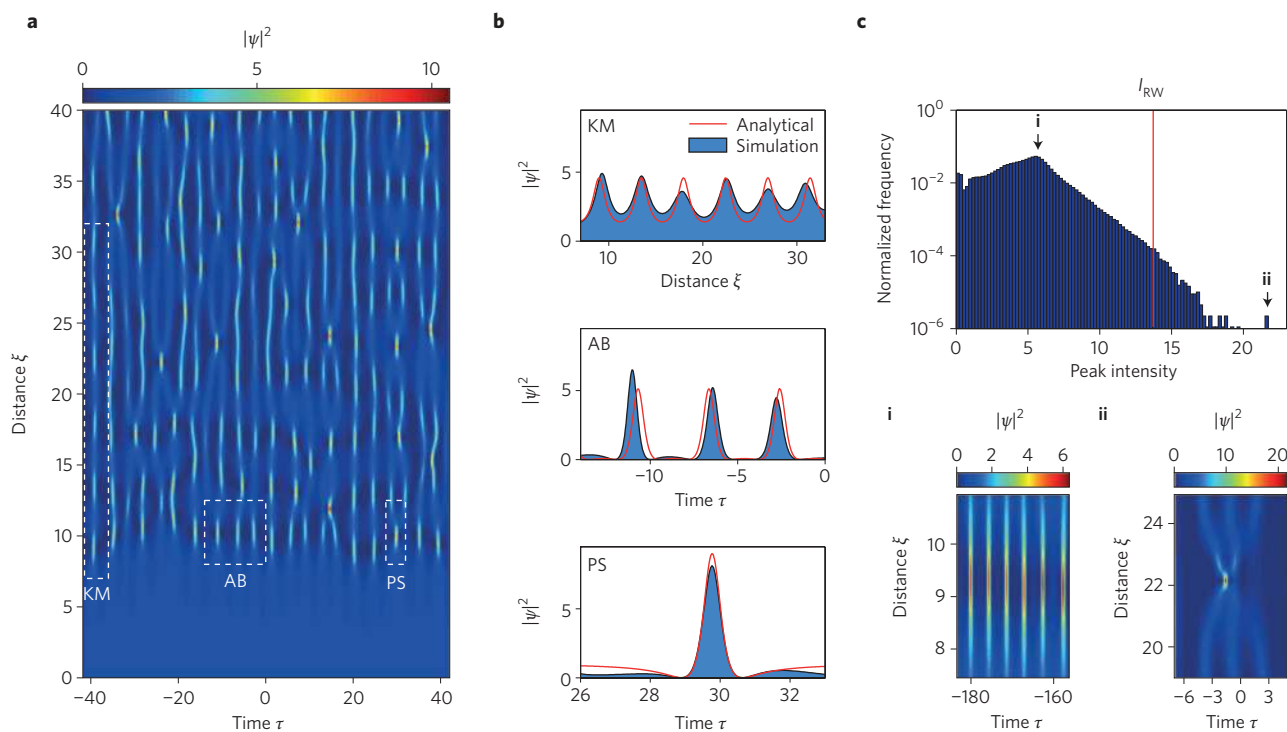 a
|ψ|²
0 5 10
40
35
30
25
20
15
10
5
0
Distance ξ
KM
AB
PS
−40 −20 0 20 40
Time τ
b
KM
Analytical
Simulation
|ψ|²
5
0
10 20 30
Distance ξ
AB
|ψ|²
5
0
−10 −5 0
Time τ
PS
|ψ|²
5
0
26 28 30 32
Time τ
c
I_RW
10⁰
10⁻²
10⁻⁴
10⁻⁶
Normalized frequency
i
ii
0 5 10 15 20
Peak intensity
i
|ψ|²
0 2 4 6
10
9
8
Distance ξ
−180 −160
Time τ
ii
|ψ|²
0 10 20
24
22
20
Distance ξ
−6 −3 0 3
Time τ